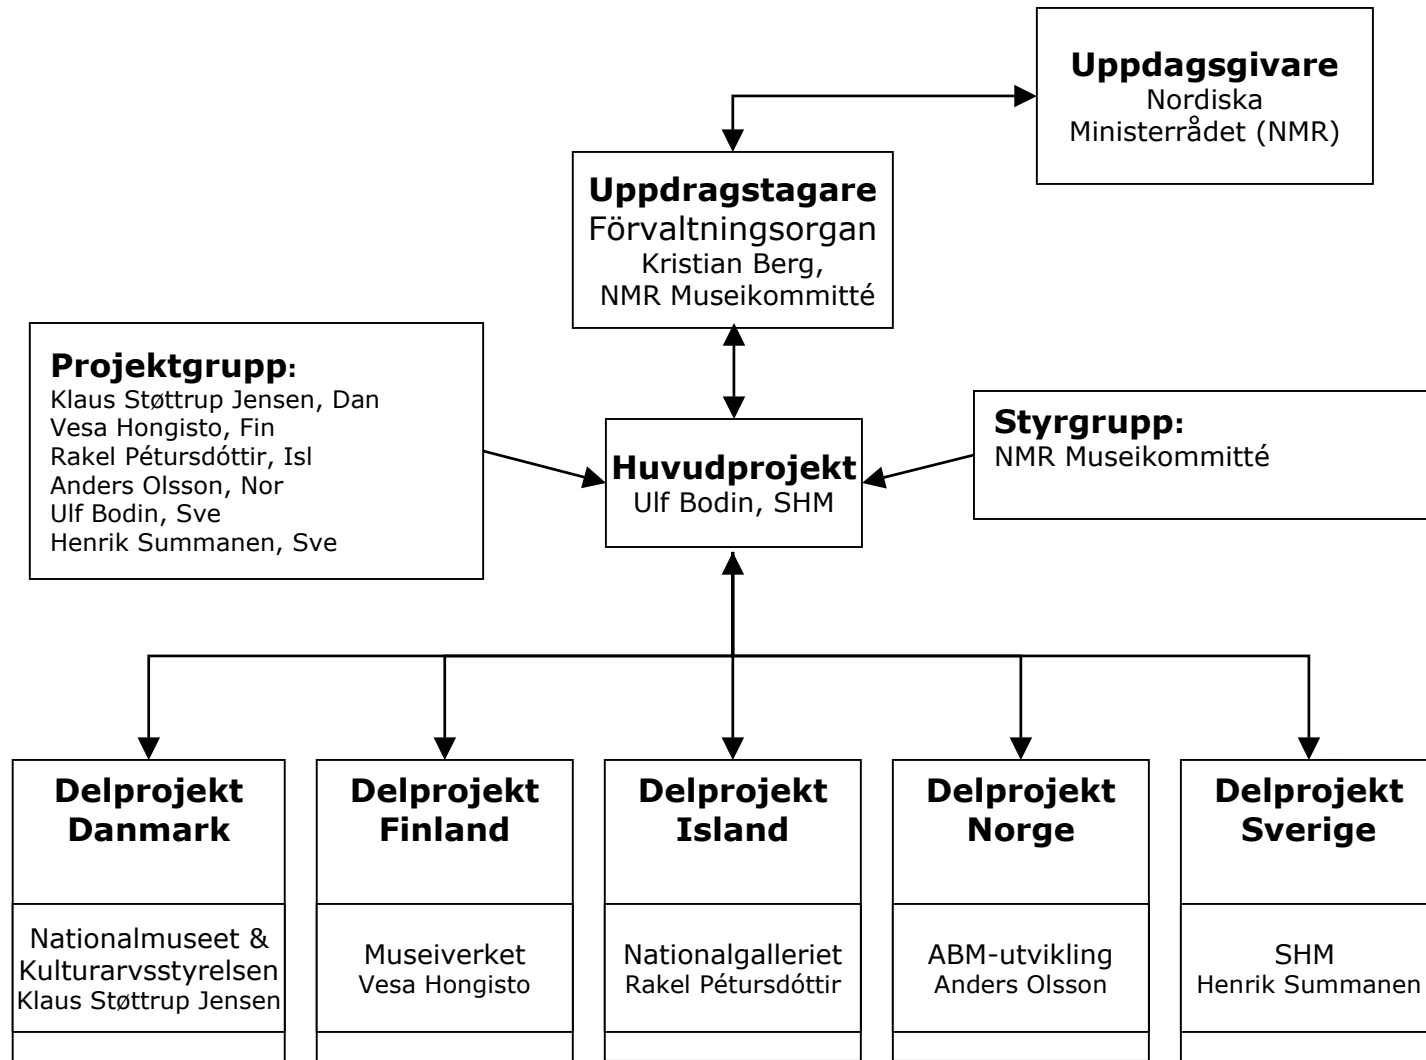 Uppdagsgivare
Nordiska
Ministerrådet (NMR)
Uppdragstagare
Förvaltningsorgan
Kristian Berg,
NMR Museikommitté
Projektgrupp:
Klaus Støttrup Jensen, Dan
Vesa Hongisto, Fin
Rakel Pétursdóttir, Isl
Anders Olsson, Nor
Ulf Bodin, Sve
Henrik Summanen, Sve
Huvudprojekt
Ulf Bodin, SHM
Styrgrupp:
NMR Museikommitté
Delprojekt
Danmark
Nationalmuseet &
Kulturarvsstyrelsen
Klaus Støttrup Jensen
Delprojekt
Finland
Museiverket
Vesa Hongisto
Delprojekt
Island
Nationalgalleriet
Rakel Pétursdóttir
Delprojekt
Norge
ABM-utvikling
Anders Olsson
Delprojekt
Sverige
SHM
Henrik Summanen